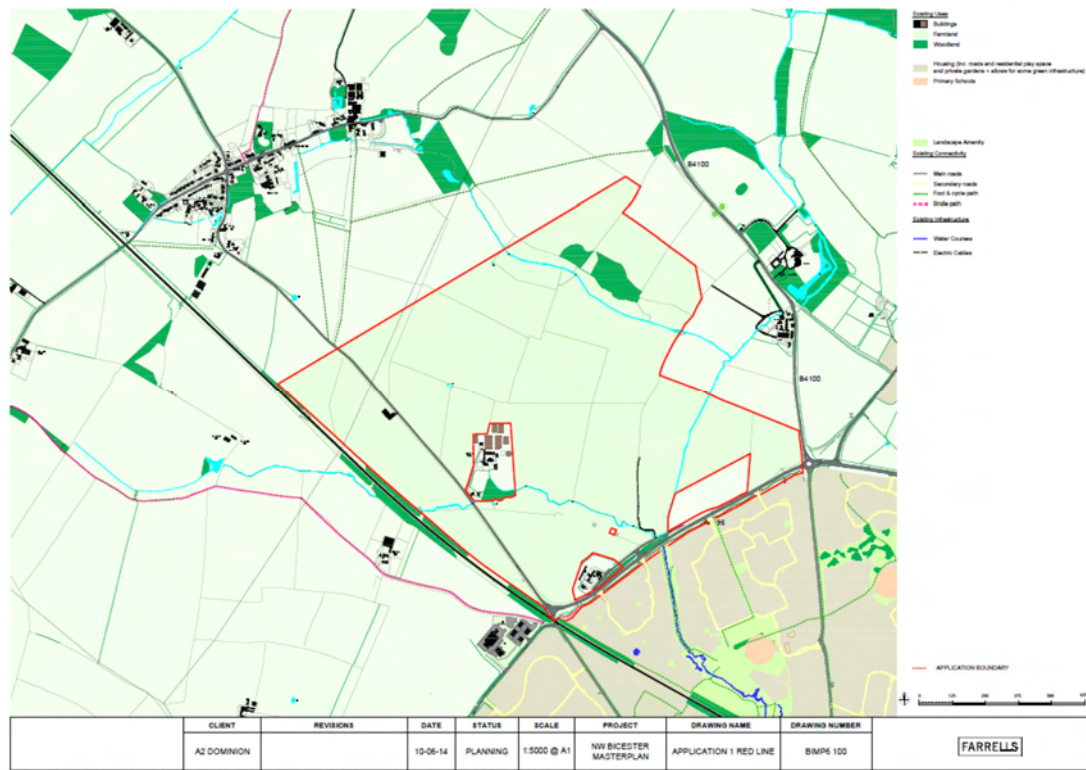 Existing Uses
Buildings
Farmland
Woodland
Housing (inc. roads and residential play space
and private gardens + allows for some green infrastructure)
Primary Schools
Landscape Amenity
Existing Connectivity
Main roads
Secondary roads
Foot & cycle path
Bridle path
Existing Infrastructure
Water Courses
Electric Cables
B4100
B4100
APPLICATION BOUNDARY
CLIENT REVISIONS DATE STATUS SCALE PROJECT DRAWING NAME DRAWING NUMBER
A2 DOMINION 10-06-14 PLANNING 1:5000 @ A1 NW BICESTER MASTERPLAN APPLICATION 1 RED LINE BIMP6 100
FARRELLS